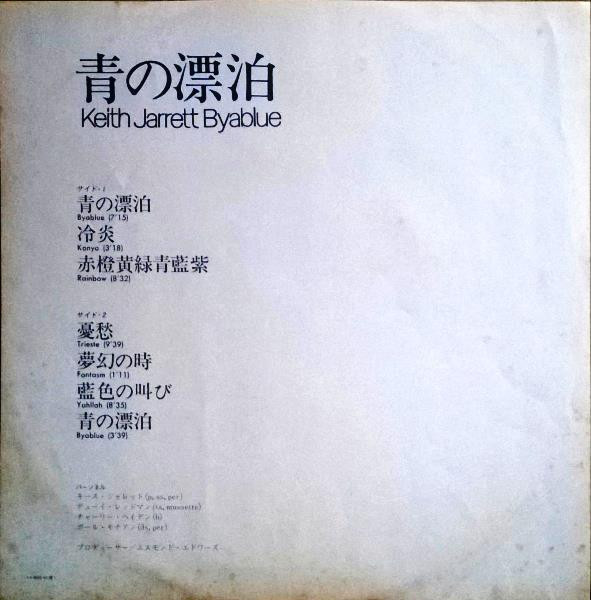 青の漂泊
Keith Jarrett Byablue
サイド・1
青の漂泊
Byablue (7'15)
冷炎
Konya (3'18)
赤橙黄緑青藍紫
Rainbow (8'32)
サイド・2
憂愁
Trieste (9'39)
夢幻の時
Fantasm (1'11)
藍色の叫び
Yahllah (8'35)
青の漂泊
Byablue (3'39)
パーソネル
キース・ジャレット(p, ss, per)
デューイ・レッドマン(ts, musette)
チャーリー・ヘイデン(b)
ポール・モチアン(ds, per)
プロデューサー/エスモンド・エドワーズ